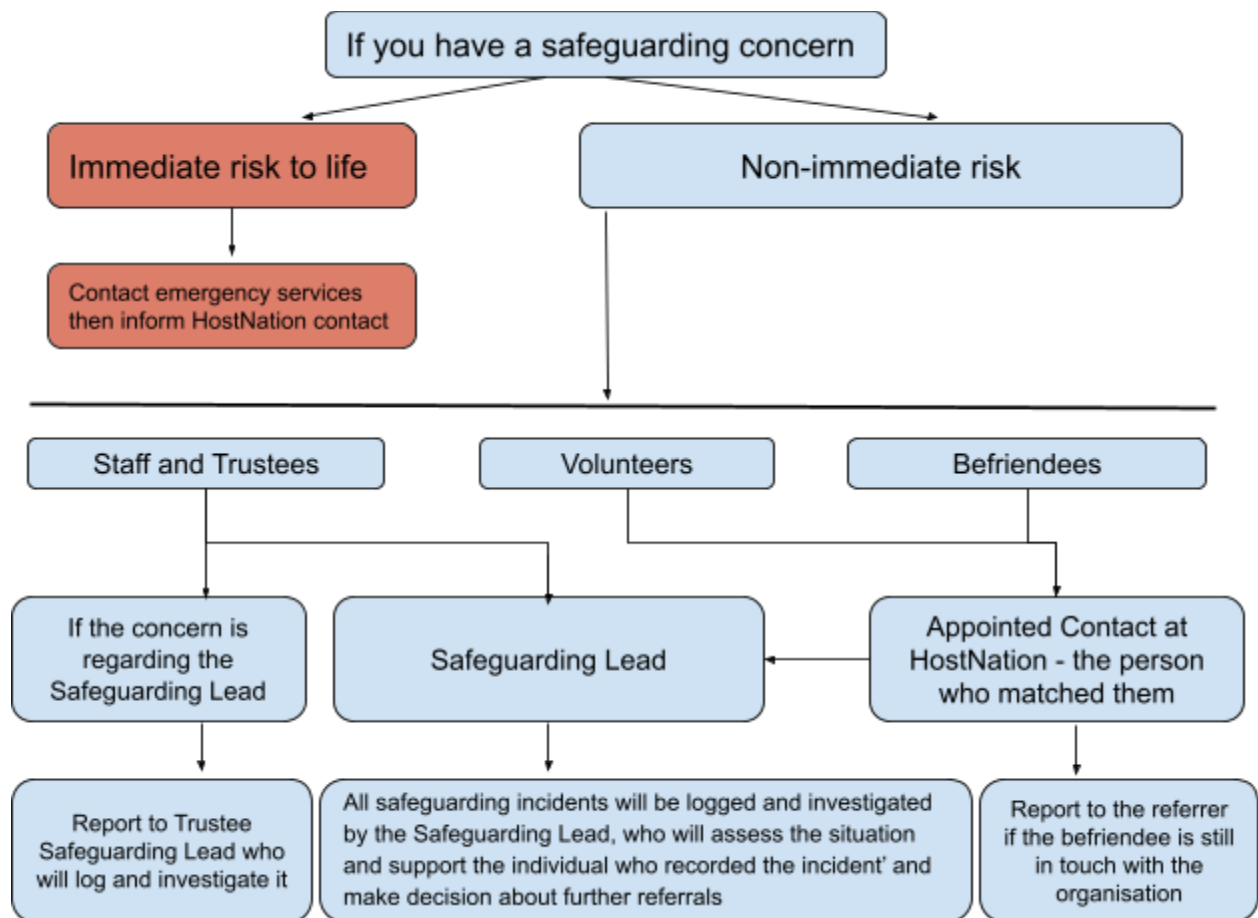 If you have a safeguarding concern
Immediate risk to life
Non-immediate risk
Contact emergency services
then inform HostNation contact
Staff and Trustees
Volunteers
Befriendees
If the concern is
regarding the
Safeguarding Lead
Safeguarding Lead
Appointed Contact at
HostNation - the person
who matched them
Report to Trustee
Safeguarding Lead who
will log and investigate it
All safeguarding incidents will be logged and investigated
by the Safeguarding Lead, who will assess the situation
and support the individual who recorded the incident' and
make decision about further referrals
Report to the referrer
if the befriendee is still
in touch with the
organisation